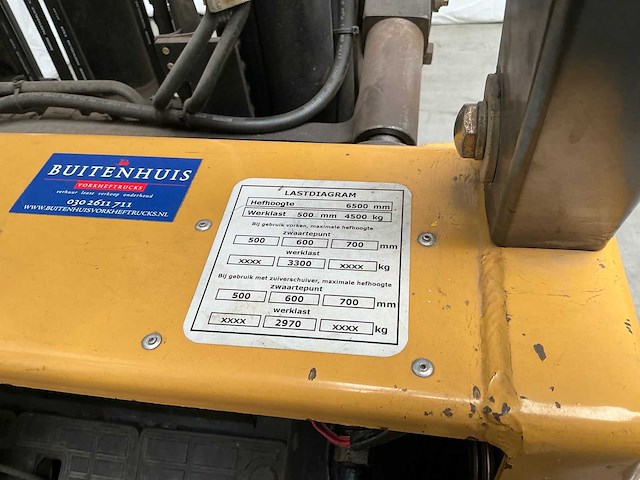 BUITENHUIS
VORKHEFTRUCKS
verhuur lease verkoop onderhoud
030 2611 711
WWW.BUITENHUISVORKHEFTRUCKS.NL
LASTDIAGRAM
Hefhoogte 6500 mm
Werklast 500 mm 4500 kg
Bij gebruik vorken, maximale hefhoogte
zwaartepunt
500 600 700 mm
werklast
xxxx 3300 xxxx kg
Bij gebruik met zuiverschuiver, maximale hefhoogte
zwaartepunt
500 600 700 mm
werklast
xxxx 2970 xxxx kg